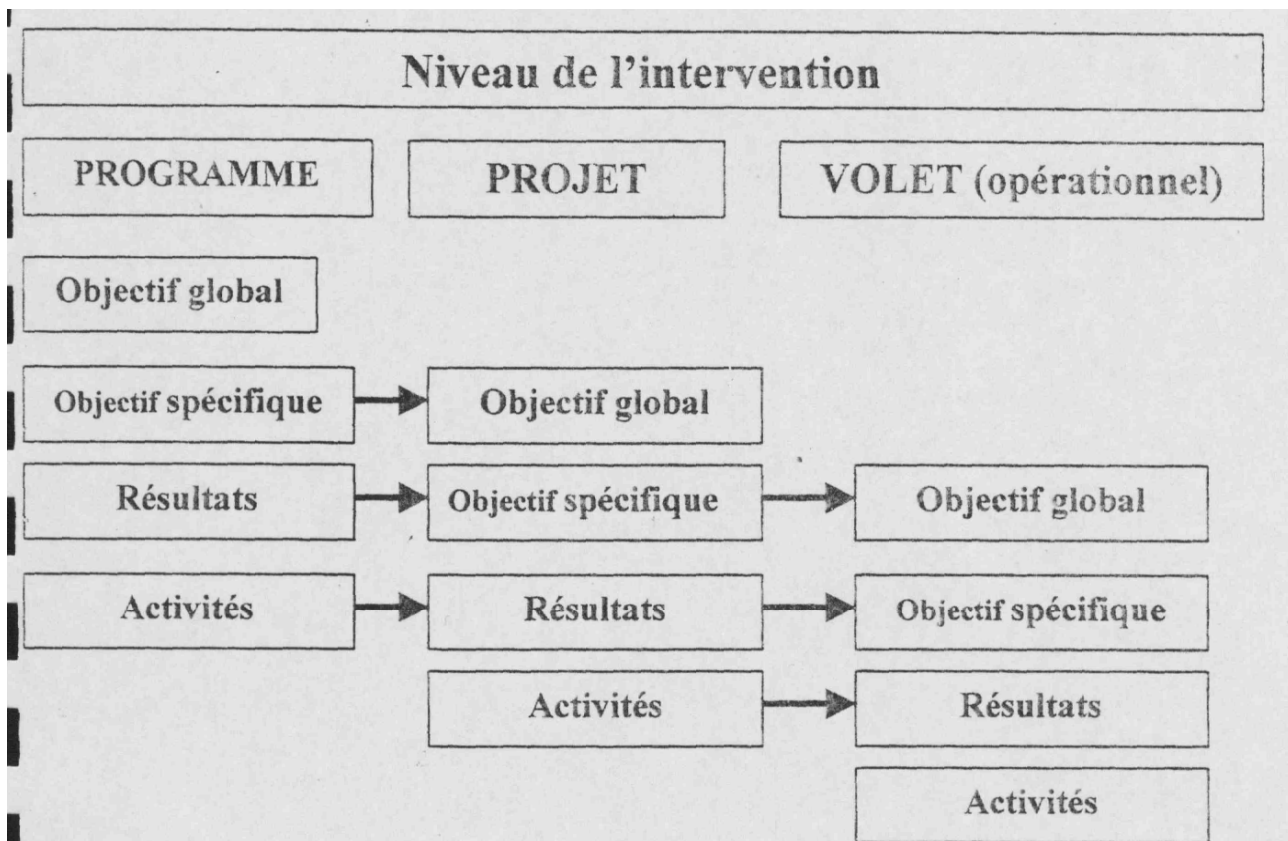 Niveau de l'intervention
PROGRAMME PROJET VOLET (opérationnel)
Objectif global
Objectif spécifique Objectif global
Résultats Objectif spécifique Objectif global
Activités Résultats Objectif spécifique
Activités Résultats
Activités